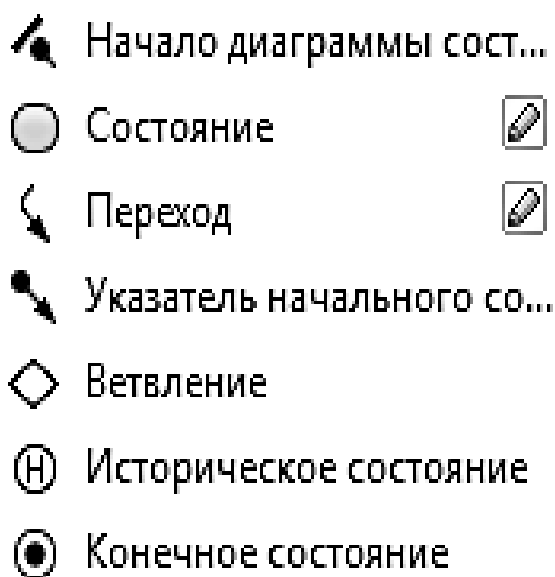 Начало диаграммы сост...
Состояние
Переход
Указатель начального со...
Ветвление
H Историческое состояние
Конечное состояние